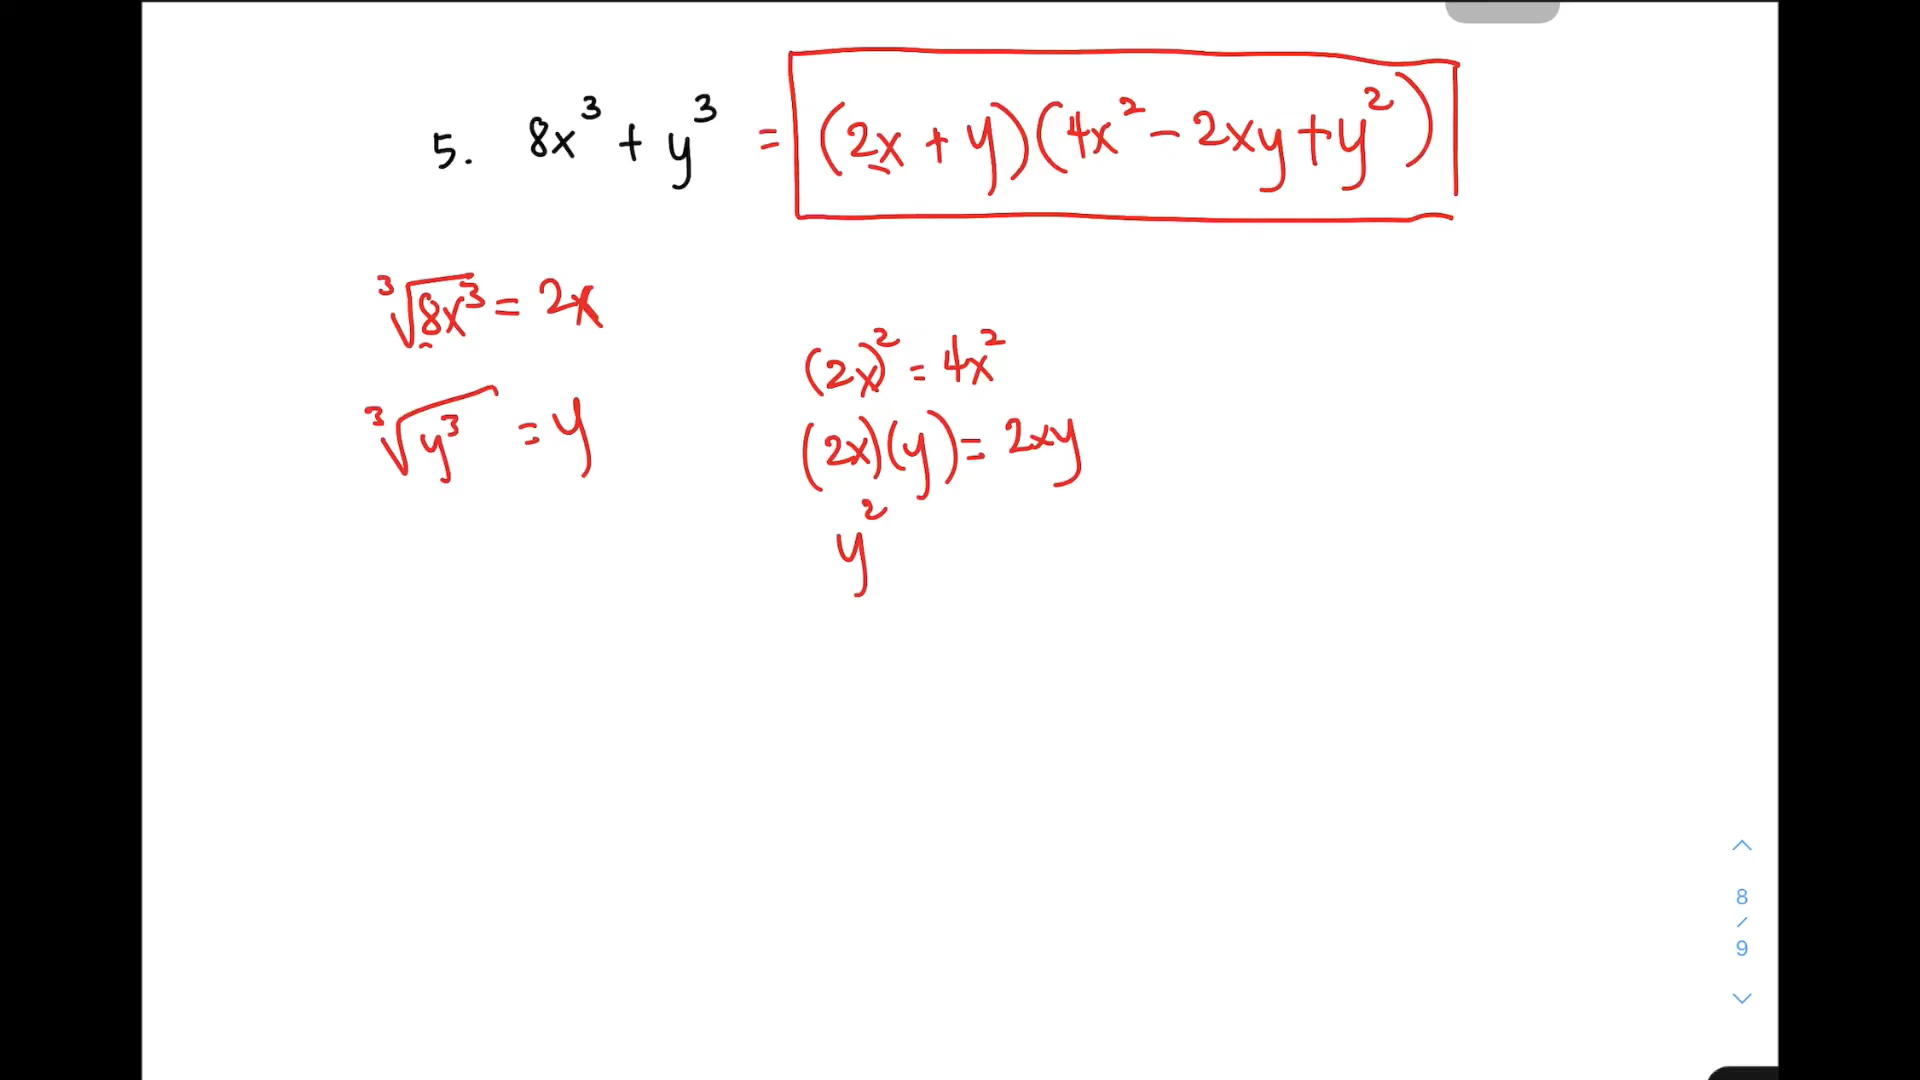 5. 8x³ + y³ = (2x + y)(4x² - 2xy + y²)
∛8x³ = 2x
(2x)² = 4x²
∛y³ = y
(2x)(y) = 2xy
y²
8
/
9